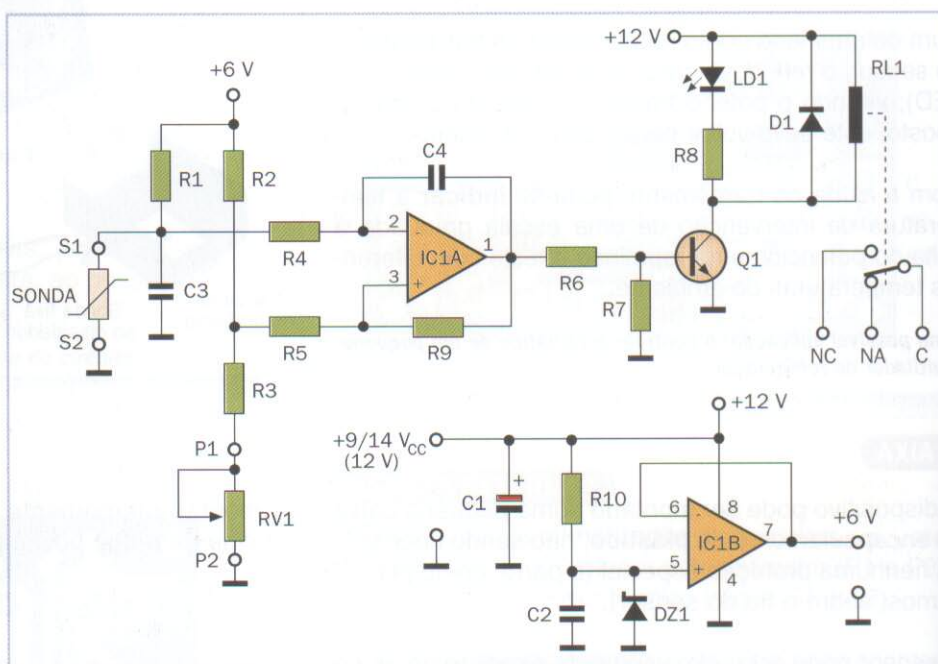 +12 V
+6 V
LD1
RL1
D1
R1
R2
C4
R8
S1
R4
2
IC1A
1
SONDA
C3
3
+
R6
Q1
S2
R5
R9
R7
R3
NC
NA
C
P1
+12 V
+9/14 VCC
(12 V)
RV1
C1
+
R10
6
8
7
+6 V
IC1B
5
+
4
P2
C2
DZ1